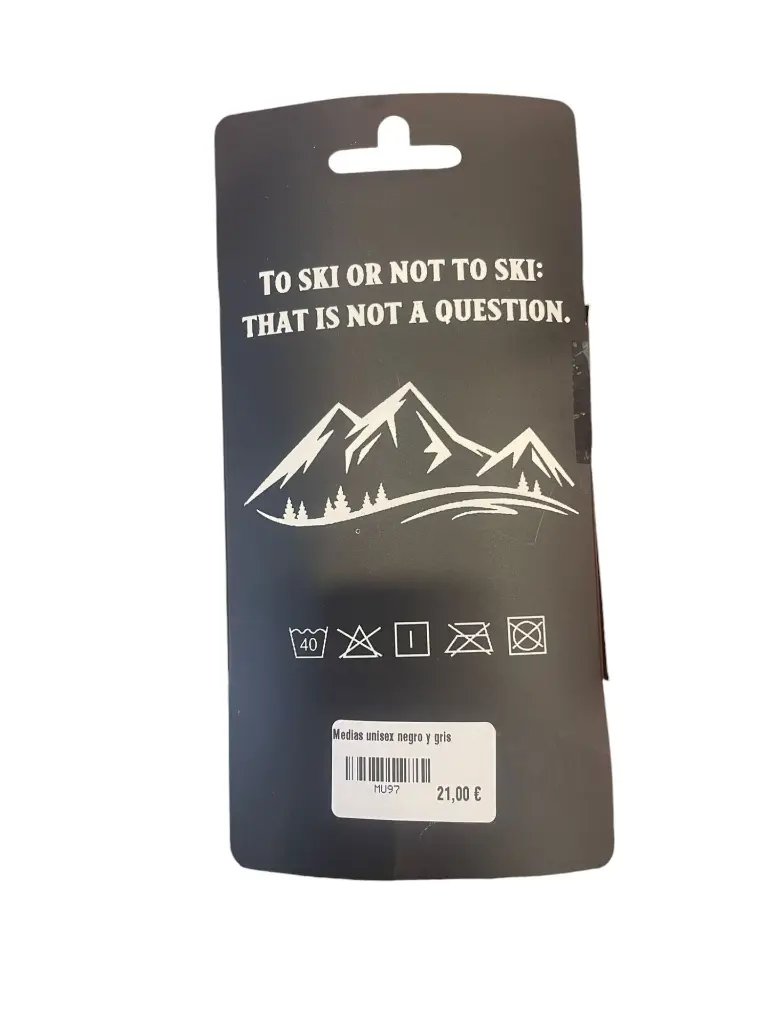 TO SKI OR NOT TO SKI:
THAT IS NOT A QUESTION.
40
Medias unisex negro y gris
MU97
21,00 €